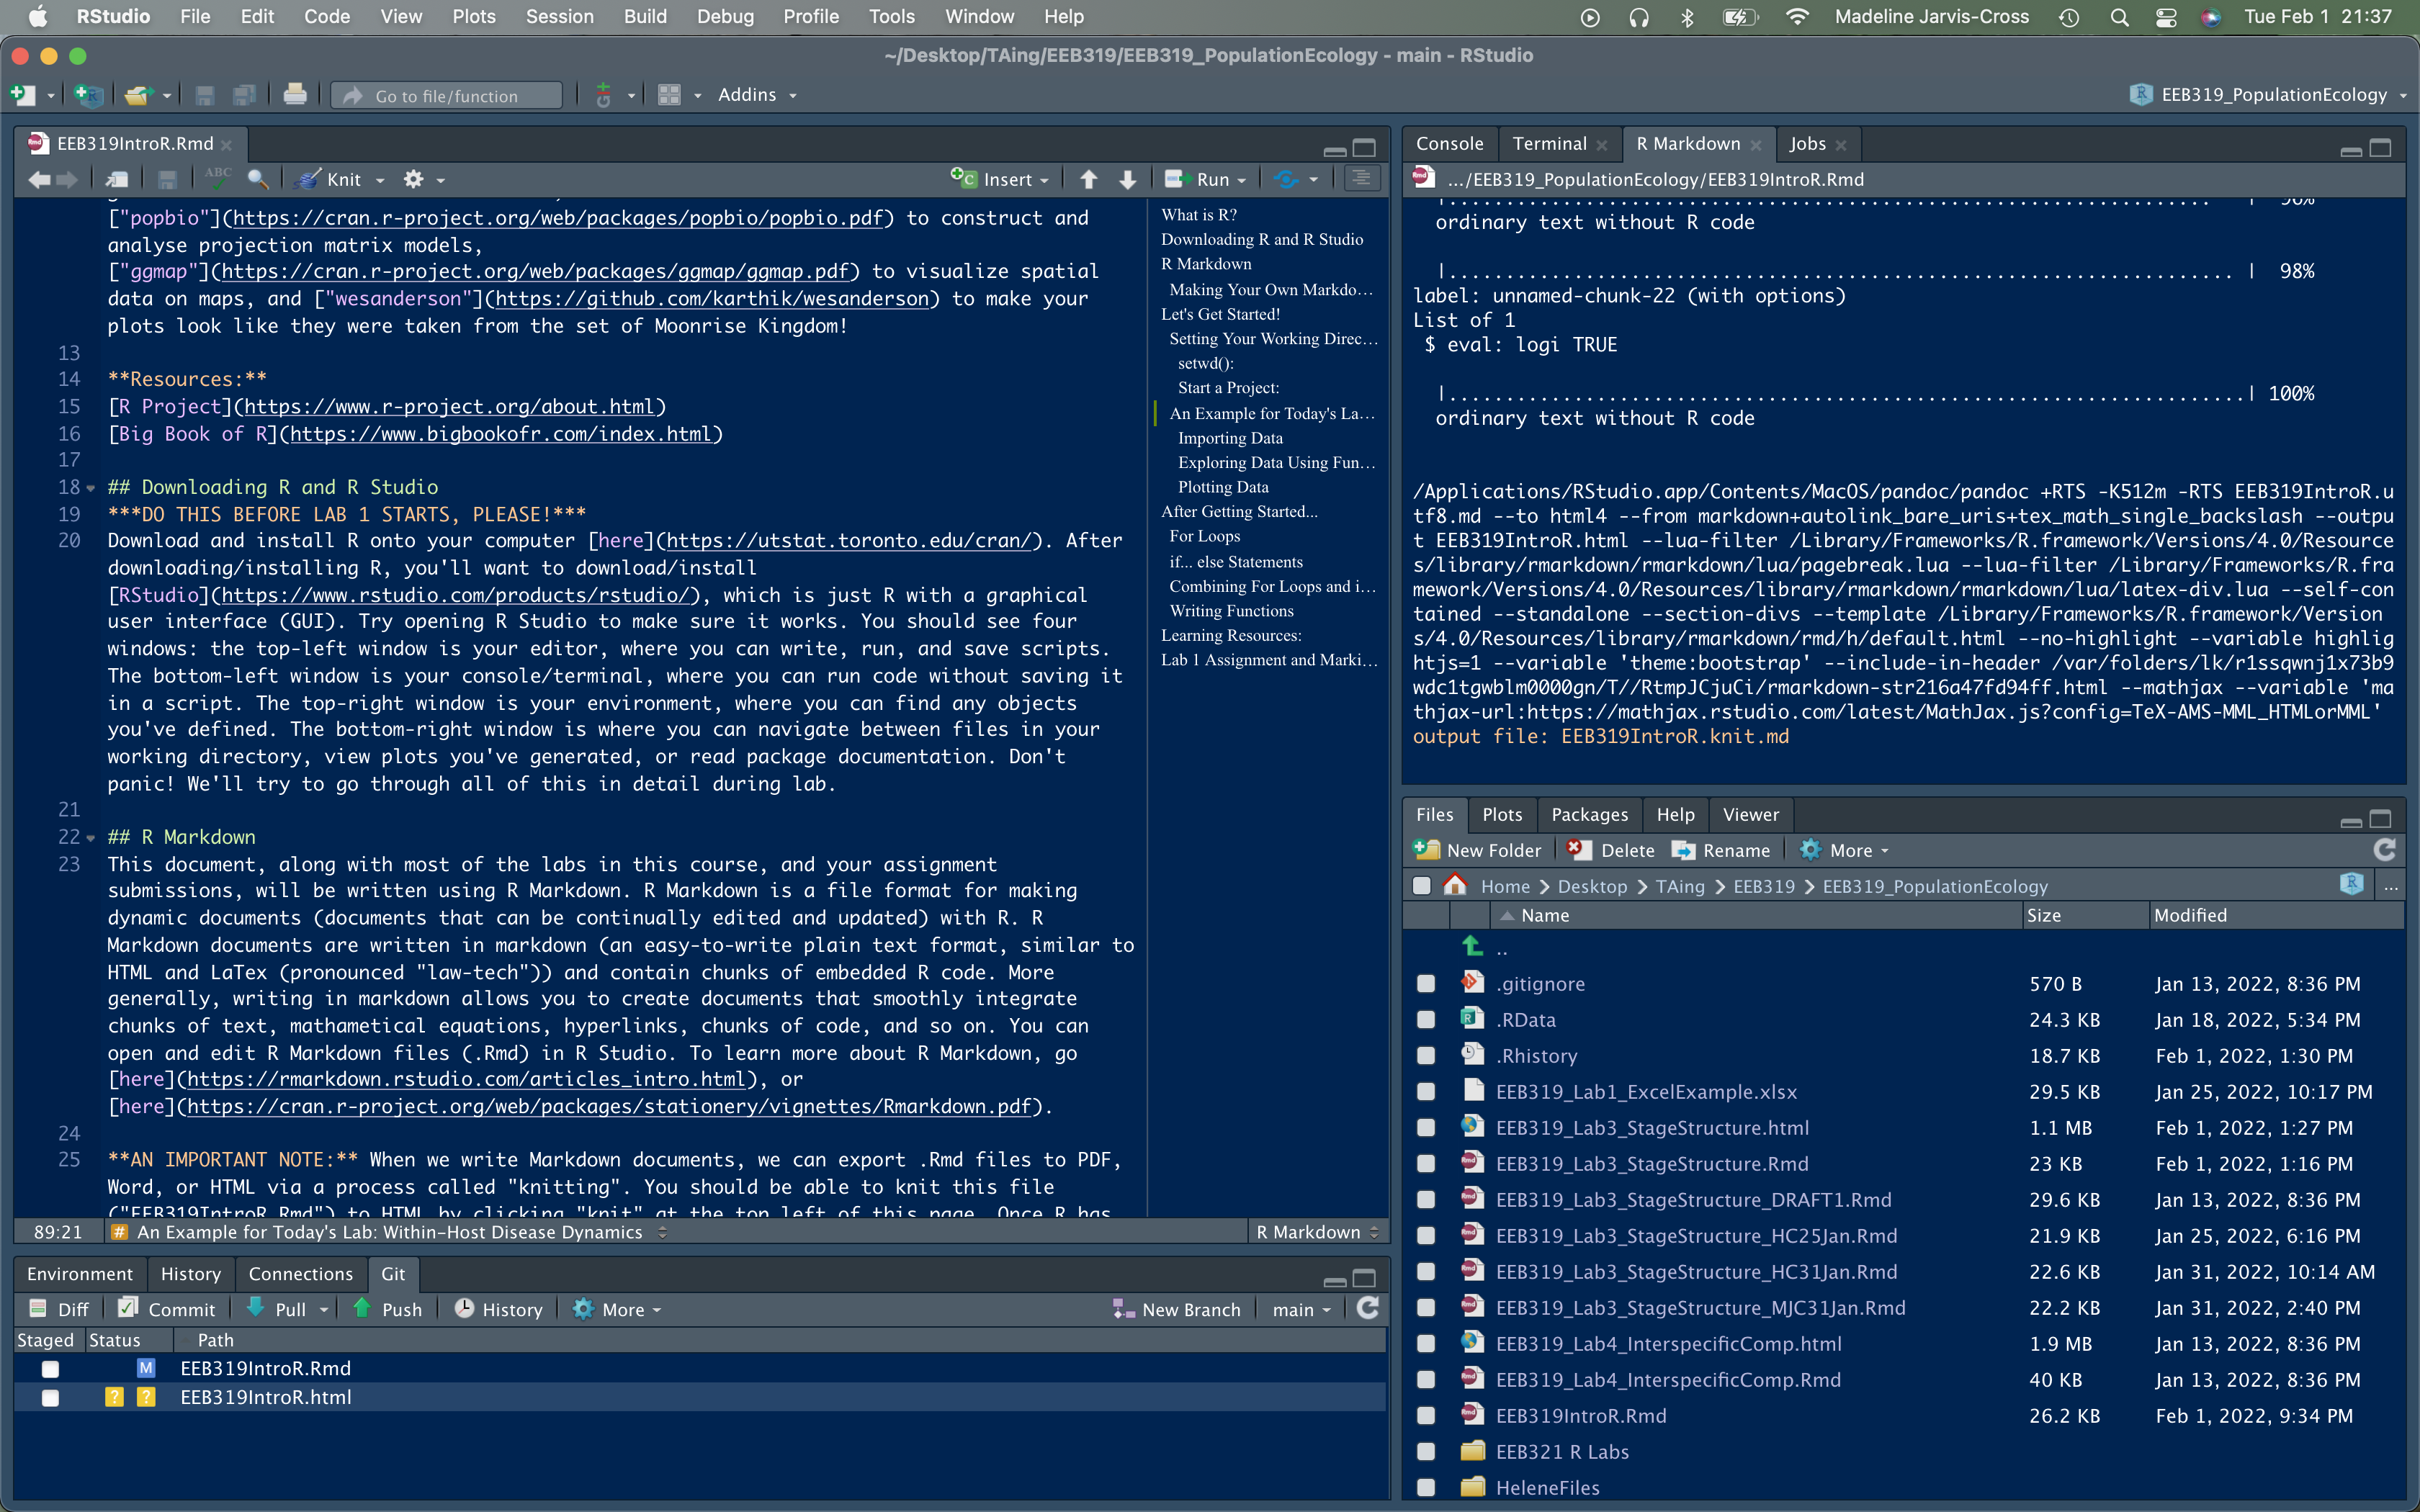 RStudio File Edit Code View Plots Session Build Debug Profile Tools Window Help Madeline Jarvis-Cross Tue Feb 1 21:37
~/Desktop/TAing/EEB319/EEB319_PopulationEcology - main - RStudio
Go to file/function Addins EEB319_PopulationEcology
EEB319IntroR.Rmd
ABC Knit Insert Run
["popbio"](https://cran.r-project.org/web/packages/popbio/popbio.pdf) to construct and
analyse projection matrix models,
["ggmap"](https://cran.r-project.org/web/packages/ggmap/ggmap.pdf) to visualize spatial
data on maps, and ["wesanderson"](https://github.com/karthik/wesanderson) to make your
plots look like they were taken from the set of Moonrise Kingdom!
13
14 **Resources:**
15 [R Project](https://www.r-project.org/about.html)
16 [Big Book of R](https://www.bigbookofr.com/index.html)
17
18 ## Downloading R and R Studio
19 ***DO THIS BEFORE LAB 1 STARTS, PLEASE!***
20 Download and install R onto your computer [here](https://utstat.toronto.edu/cran/). After
downloading/installing R, you'll want to download/install
[RStudio](https://www.rstudio.com/products/rstudio/), which is just R with a graphical
user interface (GUI). Try opening R Studio to make sure it works. You should see four
windows: the top-left window is your editor, where you can write, run, and save scripts.
The bottom-left window is your console/terminal, where you can run code without saving it
in a script. The top-right window is your environment, where you can find any objects
you've defined. The bottom-right window is where you can navigate between files in your
working directory, view plots you've generated, or read package documentation. Don't
panic! We'll try to go through all of this in detail during lab.
21
22 ## R Markdown
23 This document, along with most of the labs in this course, and your assignment
submissions, will be written using R Markdown. R Markdown is a file format for making
dynamic documents (documents that can be continually edited and updated) with R. R
Markdown documents are written in markdown (an easy-to-write plain text format, similar to
HTML and LaTex (pronounced "law-tech")) and contain chunks of embedded R code. More
generally, writing in markdown allows you to create documents that smoothly integrate
chunks of text, mathametical equations, hyperlinks, chunks of code, and so on. You can
open and edit R Markdown files (.Rmd) in R Studio. To learn more about R Markdown, go
[here](https://rmarkdown.rstudio.com/articles_intro.html), or
[here](https://cran.r-project.org/web/packages/stationery/vignettes/Rmarkdown.pdf).
24
25 **AN IMPORTANT NOTE:** When we write Markdown documents, we can export .Rmd files to PDF,
Word, or HTML via a process called "knitting". You should be able to knit this file
("EEB319IntroR.Rmd") to HTML by clicking "knit" at the top left of this page. Once R has
89:21 # An Example for Today's Lab: Within-Host Disease Dynamics R Markdown
What is R?
Downloading R and R Studio
R Markdown
Making Your Own Markdo...
Let's Get Started!
Setting Your Working Direc...
setwd():
Start a Project:
An Example for Today's La...
Importing Data
Exploring Data Using Fun...
Plotting Data
After Getting Started...
For Loops
if... else Statements
Combining For Loops and i...
Writing Functions
Learning Resources:
Lab 1 Assignment and Marki...
Environment History Connections Git
Diff Commit Pull Push History More New Branch main
Staged Status Path
M EEB319IntroR.Rmd
? ? EEB319IntroR.html
Console Terminal R Markdown Jobs
.../EEB319_PopulationEcology/EEB319IntroR.Rmd
|...................................................................... | 96%
ordinary text without R code
|....................................................................... | 98%
label: unnamed-chunk-22 (with options)
List of 1
$ eval: logi TRUE
|........................................................................| 100%
ordinary text without R code
/Applications/RStudio.app/Contents/MacOS/pandoc/pandoc +RTS -K512m -RTS EEB319IntroR.u
tf8.md --to html4 --from markdown+autolink_bare_uris+tex_math_single_backslash --outpu
t EEB319IntroR.html --lua-filter /Library/Frameworks/R.framework/Versions/4.0/Resource
s/library/rmarkdown/rmarkdown/lua/pagebreak.lua --lua-filter /Library/Frameworks/R.fra
mework/Versions/4.0/Resources/library/rmarkdown/rmarkdown/lua/latex-div.lua --self-con
tained --standalone --section-divs --template /Library/Frameworks/R.framework/Version
s/4.0/Resources/library/rmarkdown/rmd/h/default.html --no-highlight --variable highlig
htjs=1 --variable 'theme:bootstrap' --include-in-header /var/folders/lk/r1ssqwnj1x73b9
wdc1tgwblm0000gn/T//RtmpJCjuCi/rmarkdown-str216a47fd94ff.html --mathjax --variable 'ma
thjax-url:https://mathjax.rstudio.com/latest/MathJax.js?config=TeX-AMS-MML_HTMLorMML'
output file: EEB319IntroR.knit.md
Files Plots Packages Help Viewer
New Folder Delete Rename More
Home Desktop TAing EEB319 EEB319_PopulationEcology ...
Name Size Modified
..
.gitignore 570 B Jan 13, 2022, 8:36 PM
.RData 24.3 KB Jan 18, 2022, 5:34 PM
.Rhistory 18.7 KB Feb 1, 2022, 1:30 PM
EEB319_Lab1_ExcelExample.xlsx 29.5 KB Jan 25, 2022, 10:17 PM
EEB319_Lab3_StageStructure.html 1.1 MB Feb 1, 2022, 1:27 PM
EEB319_Lab3_StageStructure.Rmd 23 KB Feb 1, 2022, 1:16 PM
EEB319_Lab3_StageStructure_DRAFT1.Rmd 29.6 KB Jan 13, 2022, 8:36 PM
EEB319_Lab3_StageStructure_HC25Jan.Rmd 21.9 KB Jan 25, 2022, 6:16 PM
EEB319_Lab3_StageStructure_HC31Jan.Rmd 22.6 KB Jan 31, 2022, 10:14 AM
EEB319_Lab3_StageStructure_MJC31Jan.Rmd 22.2 KB Jan 31, 2022, 2:40 PM
EEB319_Lab4_InterspecificComp.html 1.9 MB Jan 13, 2022, 8:36 PM
EEB319_Lab4_InterspecificComp.Rmd 40 KB Jan 13, 2022, 8:36 PM
EEB319IntroR.Rmd 26.2 KB Feb 1, 2022, 9:34 PM
EEB321 R Labs
HeleneFiles